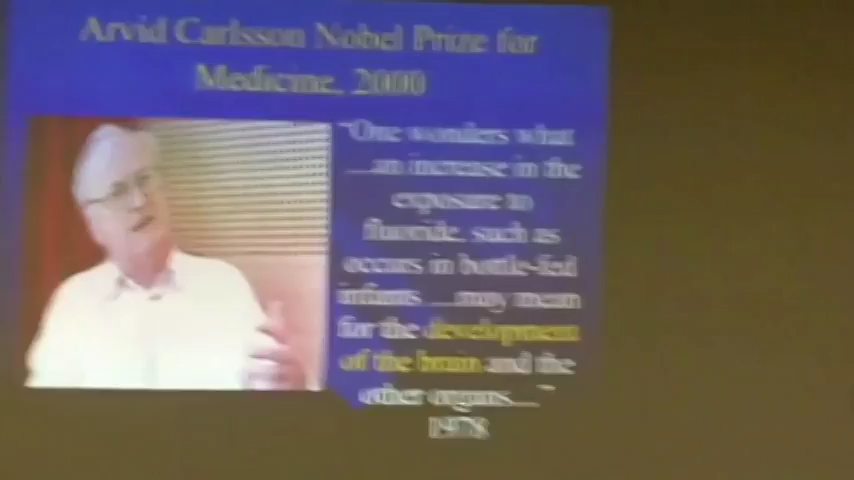 Arvid Carlsson Nobel Prize for
Medicine, 2000
"One wonders what
....an increase in the
exposure to
fluoride, such as
occurs in bottle-fed
infants ....may mean
for the development
of the brain and the
other organs...."
1978